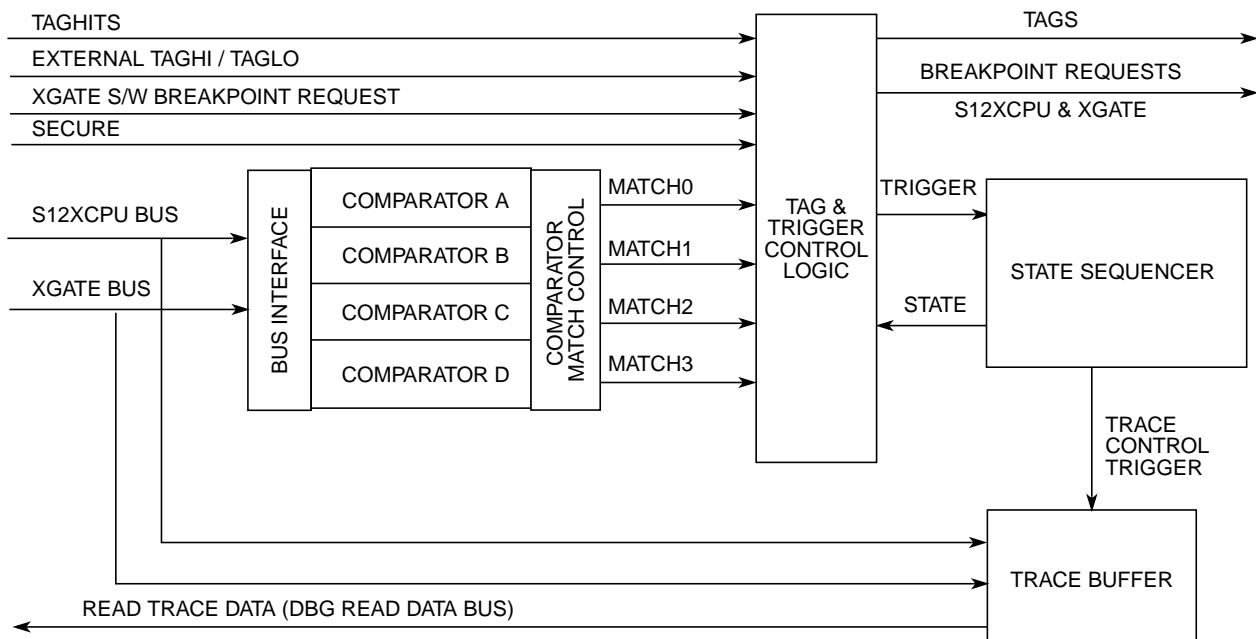 TAGHITS
EXTERNAL TAGHI / TAGLO
XGATE S/W BREAKPOINT REQUEST
SECURE
TAGS
BREAKPOINT REQUESTS
S12XCPU & XGATE
S12XCPU BUS
XGATE BUS
BUS INTERFACE
COMPARATOR A
COMPARATOR B
COMPARATOR C
COMPARATOR D
COMPARATOR
MATCH CONTROL
MATCH0
MATCH1
MATCH2
MATCH3
TAG &
TRIGGER
CONTROL
LOGIC
TRIGGER
STATE
STATE SEQUENCER
TRACE
CONTROL
TRIGGER
TRACE BUFFER
READ TRACE DATA (DBG READ DATA BUS)